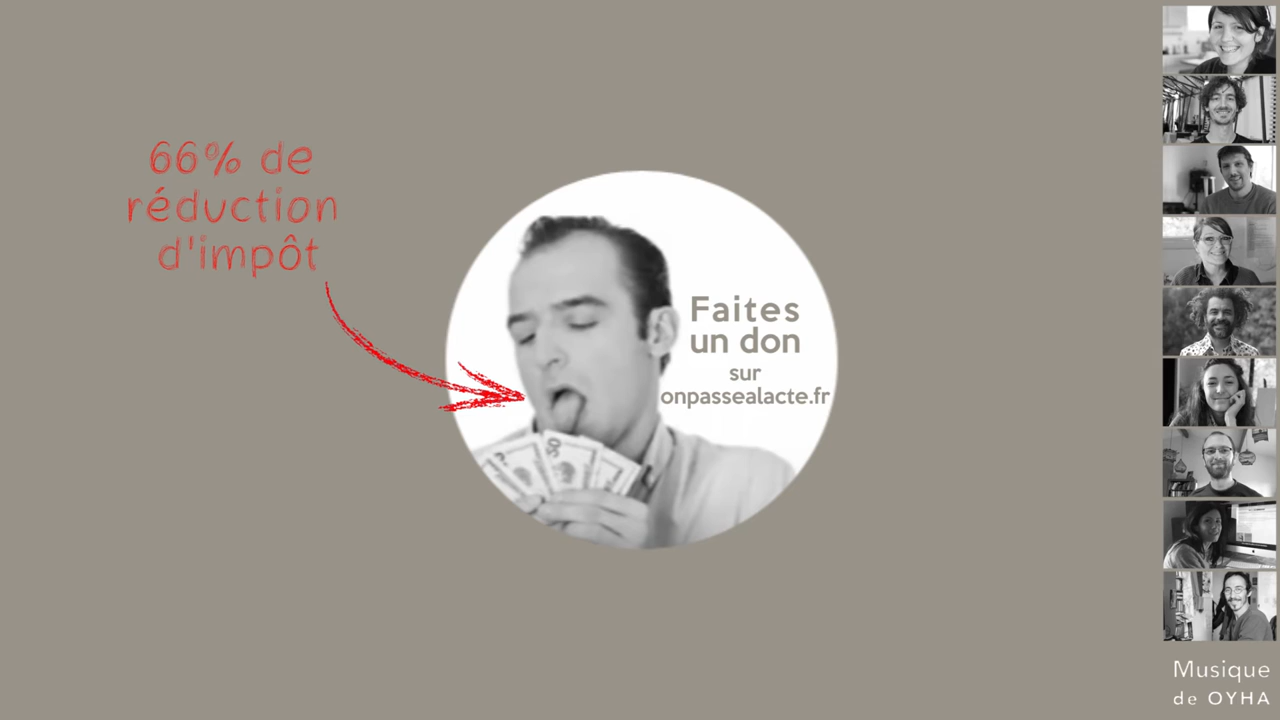 66% de
réduction
d'impôt
Faites
un don
sur
onpassealacte.fr
Musique
de OYHA